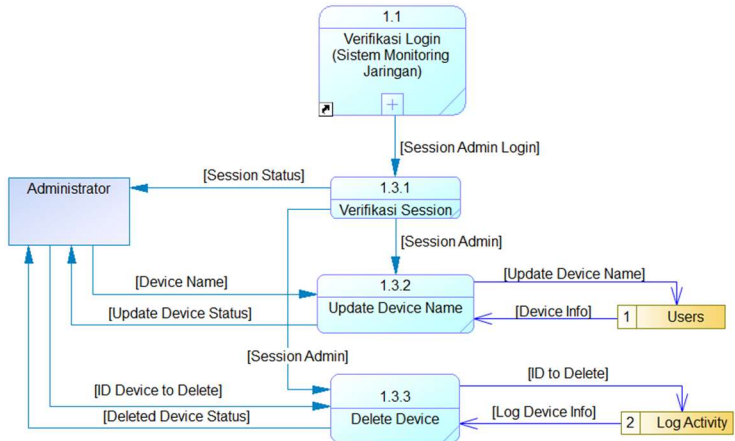 1.1
Verifikasi Login
(Sistem Monitoring
Jaringan)
[Session Admin Login]
[Session Status]
Administrator
1.3.1
Verifikasi Session
[Session Admin]
[Device Name]
1.3.2
Update Device Name
[Update Device Name]
[Update Device Status]
[Device Info]
1 Users
[Session Admin]
[ID Device to Delete]
1.3.3
Delete Device
[ID to Delete]
[Deleted Device Status]
[Log Device Info]
2 Log Activity